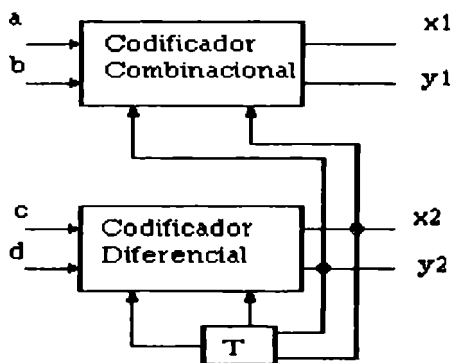 a
b
Codificador
Combinacional
x1
y1
c
d
Codificador
Diferencial
x2
y2
T